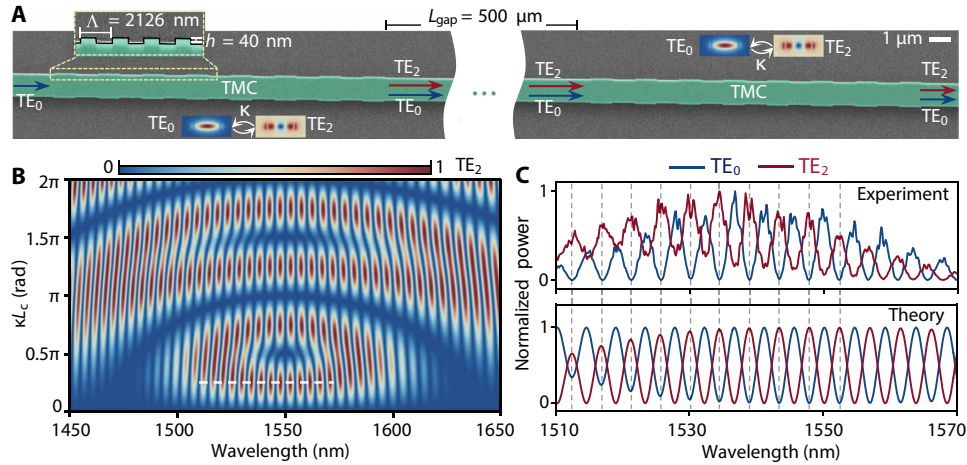 A
Λ = 2126 nm
h = 40 nm
L_gap = 500 μm
1 μm
TE₀
κ
TE₂
TE₀
TMC
TE₂
TE₀
TE₂
TE₀
TMC
TE₂
TE₀
TE₀
κ
TE₂
B
0
1
TE₂
2π
1.5π
π
0.5π
0
κL_c (rad)
1450
1500
1550
1600
1650
Wavelength (nm)
C
TE₀
TE₂
Experiment
1
0
Theory
1
0
Normalized power
1510
1530
1550
1570
Wavelength (nm)